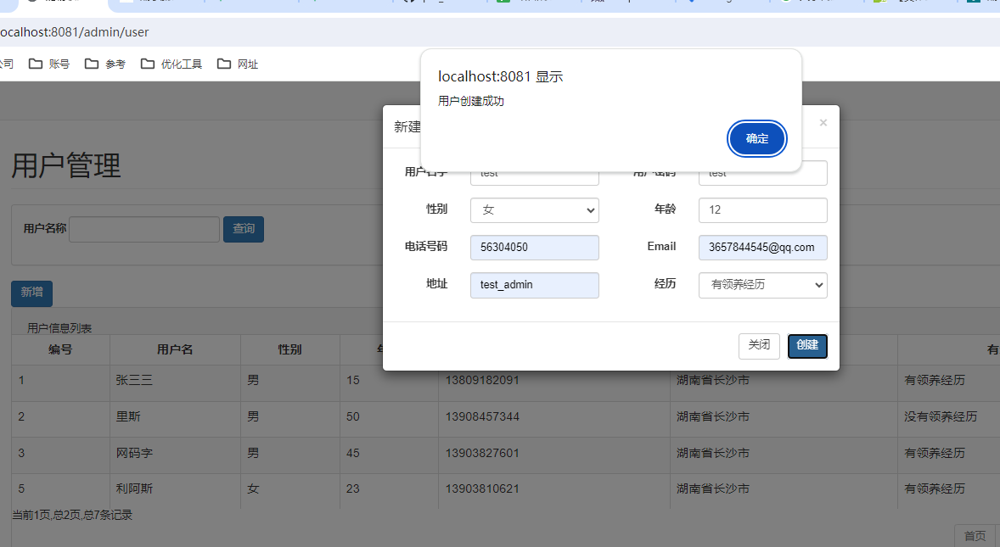 ocalhost:8081/admin/user
公司 账号 参考 优化工具 网址
localhost:8081 显示
用户创建成功
确定
新建
×
用户管理
用户名字 test 用户密码 test
性别 女 年龄 12
用户名称 查询
电话号码 56304050 Email 3657844545@qq.com
地址 test_admin 经历 有领养经历
新增
用户信息列表
关闭 创建
编号 用户名 性别 有
1 张三三 男 15 13809182091 湖南省长沙市 有领养经历
2 里斯 男 50 13908457344 湖南省长沙市 没有领养经历
3 网码字 男 45 13903827601 湖南省长沙市 有领养经历
5 利阿斯 女 23 13903810621 湖南省长沙市 有领养经历
当前1页,总2页,总7条记录
首页